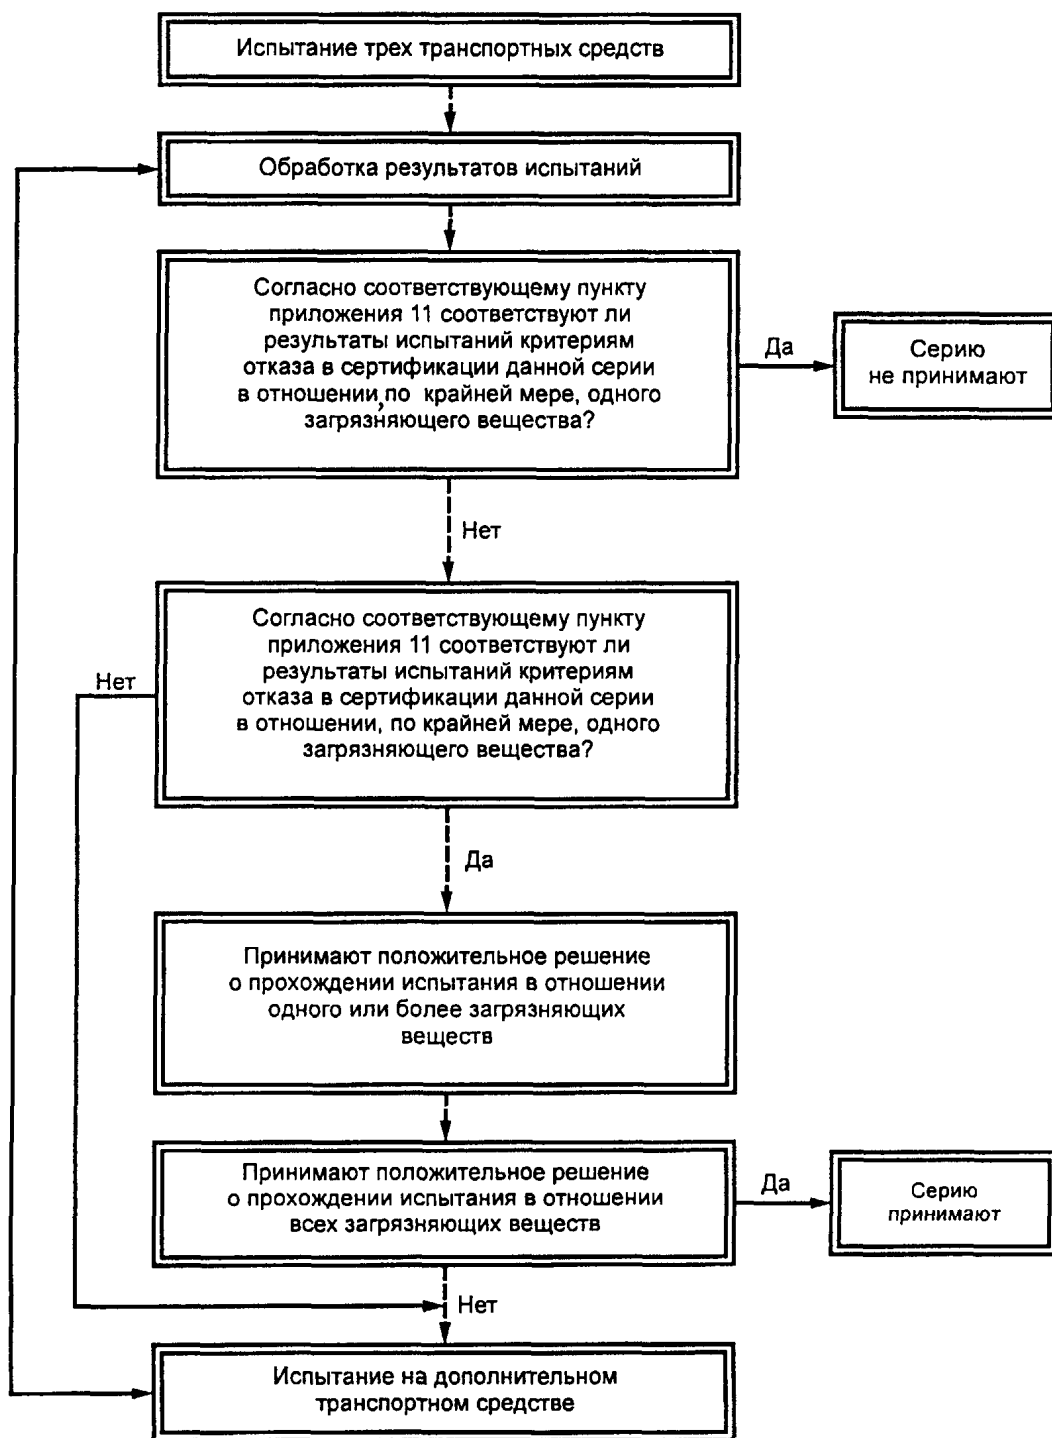 Испытание трех транспортных средств
Обработка результатов испытаний
Согласно соответствующему пункту
приложения 11 соответствуют ли
результаты испытаний критериям
отказа в сертификации данной серии
в отношении,по крайней мере, одного
загрязняющего вещества?
Да
Серию
не принимают
Нет
Согласно соответствующему пункту
приложения 11 соответствуют ли
результаты испытаний критериям
отказа в сертификации данной серии
в отношении, по крайней мере, одного
загрязняющего вещества?
Нет
Да
Принимают положительное решение
о прохождении испытания в отношении
одного или более загрязняющих
веществ
Принимают положительное решение
о прохождении испытания в отношении
всех загрязняющих веществ
Да
Серию
принимают
Нет
Испытание на дополнительном
транспортном средстве